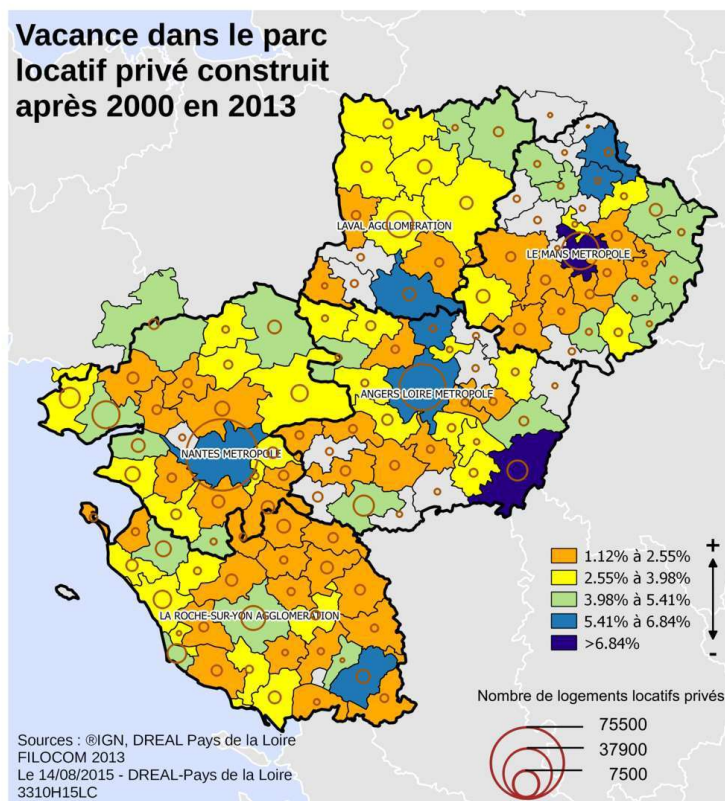 Vacance dans le parc
locatif privé construit
après 2000 en 2013
LAVAL AGGLOMERATION
LE MANS METROPOLE
ANGERS LOIRE METROPOLE
NANTES METROPOLE
LA ROCHE-SUR-YON AGGLOMERATION
+
1.12% à 2.55%
2.55% à 3.98%
3.98% à 5.41%
5.41% à 6.84%
>6.84%
-
Nombre de logements locatifs privés
75500
37900
7500
Sources : ®IGN, DREAL Pays de la Loire
FILOCOM 2013
Le 14/08/2015 - DREAL-Pays de la Loire
3310H15LC